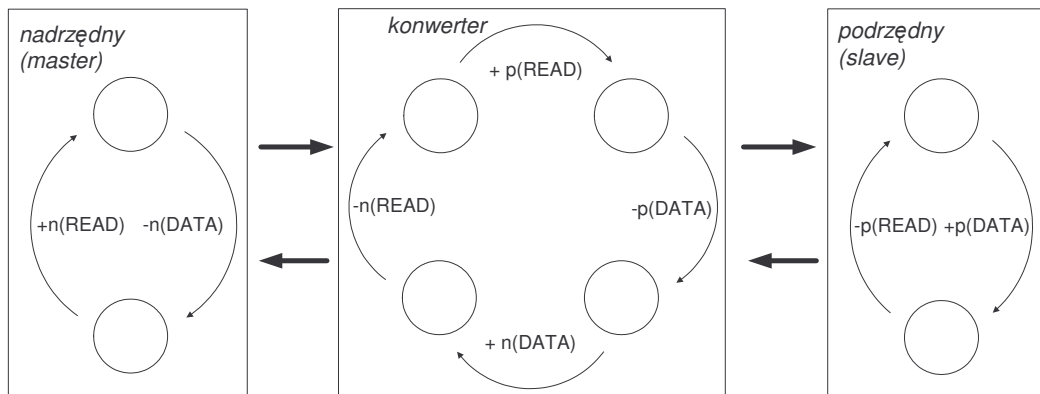 nadrzędny
(master)
+n(READ) -n(DATA)
konwerter
+ p(READ)
-n(READ)
-p(DATA)
+ n(DATA)
podrzędny
(slave)
-p(READ) +p(DATA)